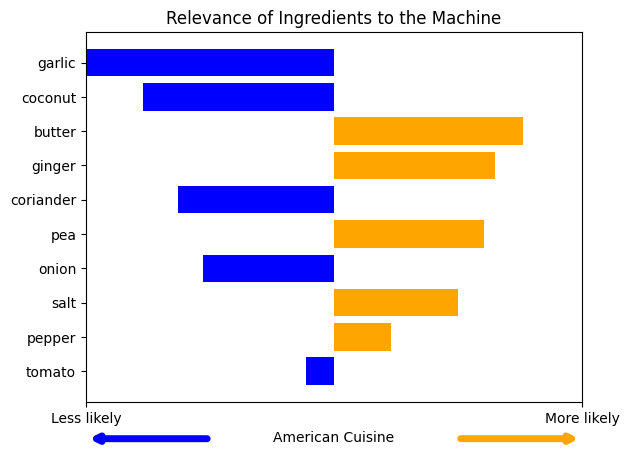 Relevance of Ingredients to the Machine
garlic
coconut
butter
ginger
coriander
pea
onion
salt
pepper
tomato
Less likely
More likely
American Cuisine